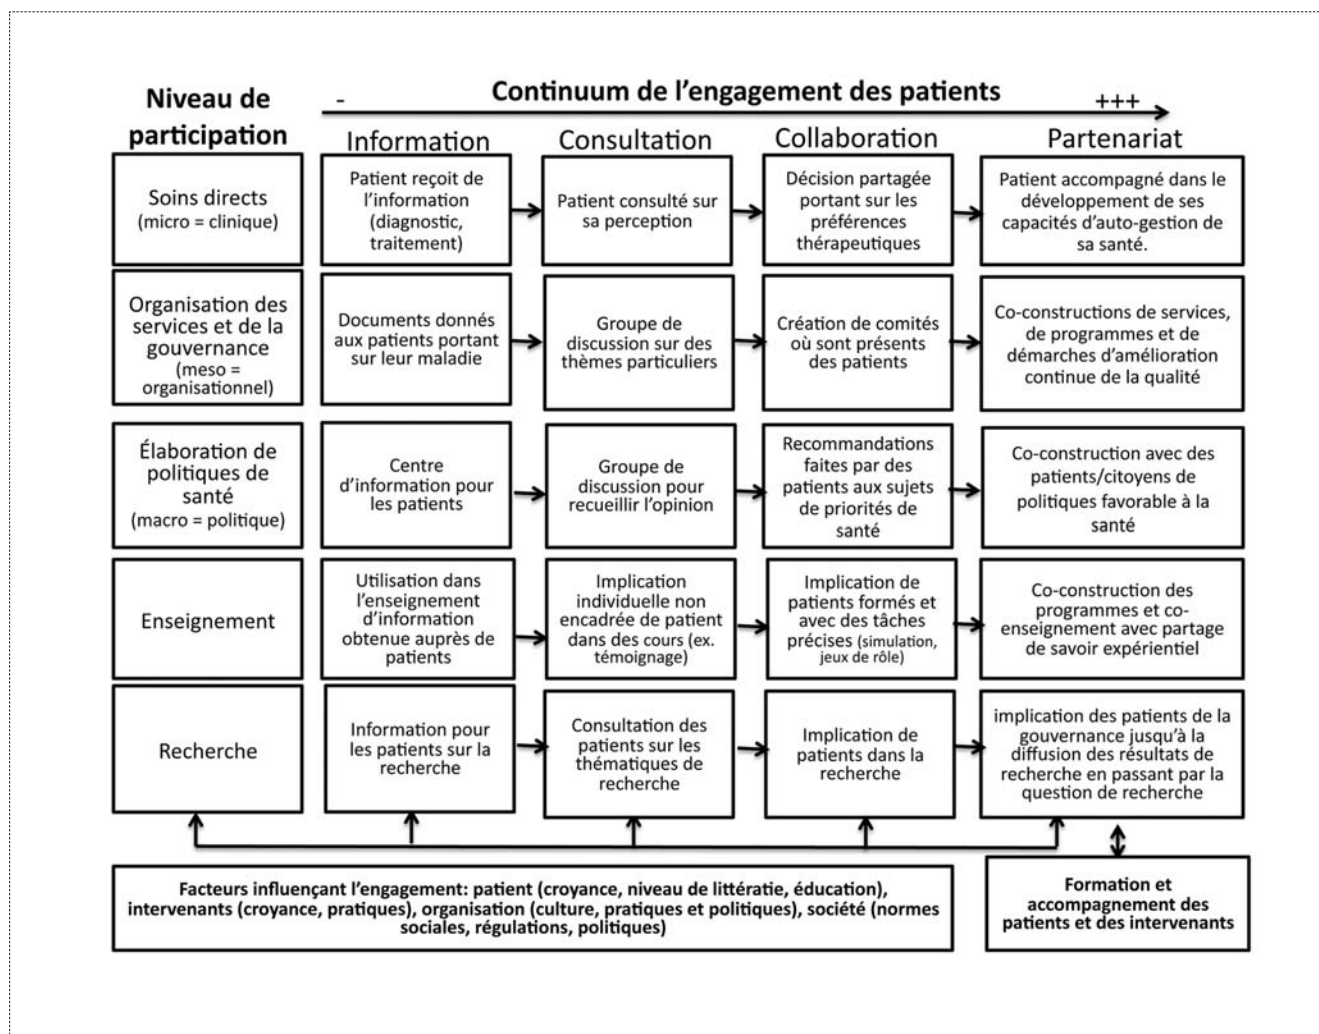 Niveau de
participation
-
Continuum de l'engagement des patients
+++
Information
Consultation
Collaboration
Partenariat
Soins directs
(micro = clinique)
Patient reçoit de
l'information
(diagnostic,
traitement)
Patient consulté sur
sa perception
Décision partagée
portant sur les
préférences
thérapeutiques
Patient accompagné dans le
développement de ses
capacités d'auto-gestion de
sa santé.
Organisation des
services et de la
gouvernance
(meso =
organisationnel)
Documents donnés
aux patients portant
sur leur maladie
Groupe de
discussion sur des
thèmes particuliers
Création de comités
où sont présents
des patients
Co-constructions de services,
de programmes et de
démarches d'amélioration
continue de la qualité
Élaboration de
politiques de
santé
(macro = politique)
Centre
d'information pour
les patients
Groupe de
discussion pour
recueillir l'opinion
Recommandations
faites par des
patients aux sujets
de priorités de
santé
Co-construction avec des
patients/citoyens de
politiques favorable à la
santé
Enseignement
Utilisation dans
l'enseignement
d'information
obtenue auprès de
patients
Implication
individuelle non
encadrée de patient
dans des cours (ex.
témoignage)
Implication de
patients formés et
avec des tâches
précises (simulation,
jeux de rôle)
Co-construction des
programmes et co-
enseignement avec partage
de savoir expérientiel
Recherche
Information pour
les patients sur la
recherche
Consultation des
patients sur les
thématiques de
recherche
Implication de
patients dans la
recherche
implication des patients de la
gouvernance jusqu'à la
diffusion des résultats de
recherche en passant par la
question de recherche
Facteurs influençant l'engagement: patient (croyance, niveau de littératie, éducation),
intervenants (croyance, pratiques), organisation (culture, pratiques et politiques), société (normes
sociales, régulations, politiques)
Formation et
accompagnement des
patients et des intervenants